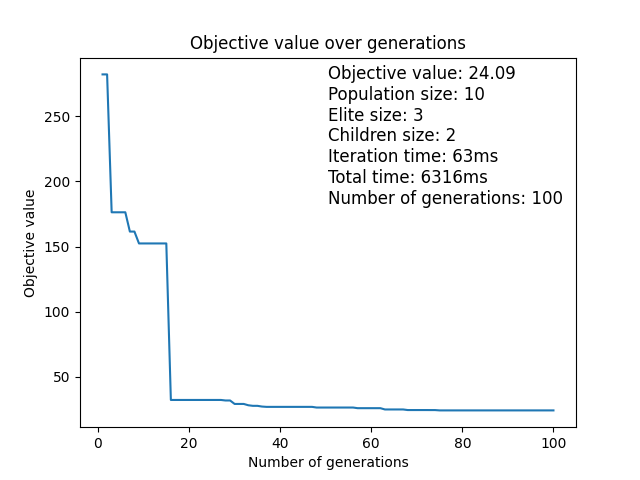 Objective value over generations
Objective value: 24.09
Population size: 10
Elite size: 3
Children size: 2
Iteration time: 63ms
Total time: 6316ms
Number of generations: 100
Objective value
250
200
150
100
50
0 20 40 60 80 100
Number of generations